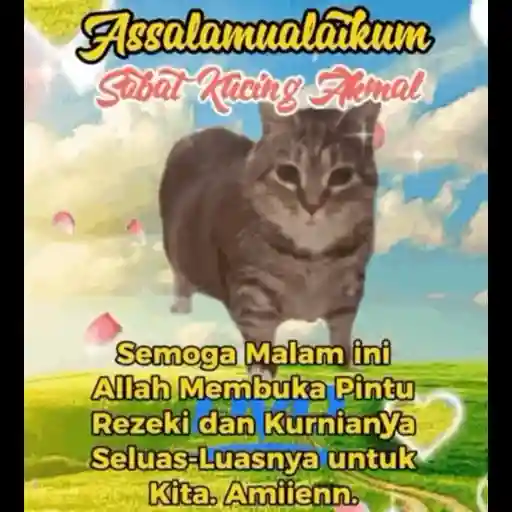 Assalamualaikum
Sobat Kucing Akmal
Semoga Malam ini
Allah Membuka Pintu
Rezeki dan KurniaNya
Seluas-Luasnya untuk
Kita. Amiienn.